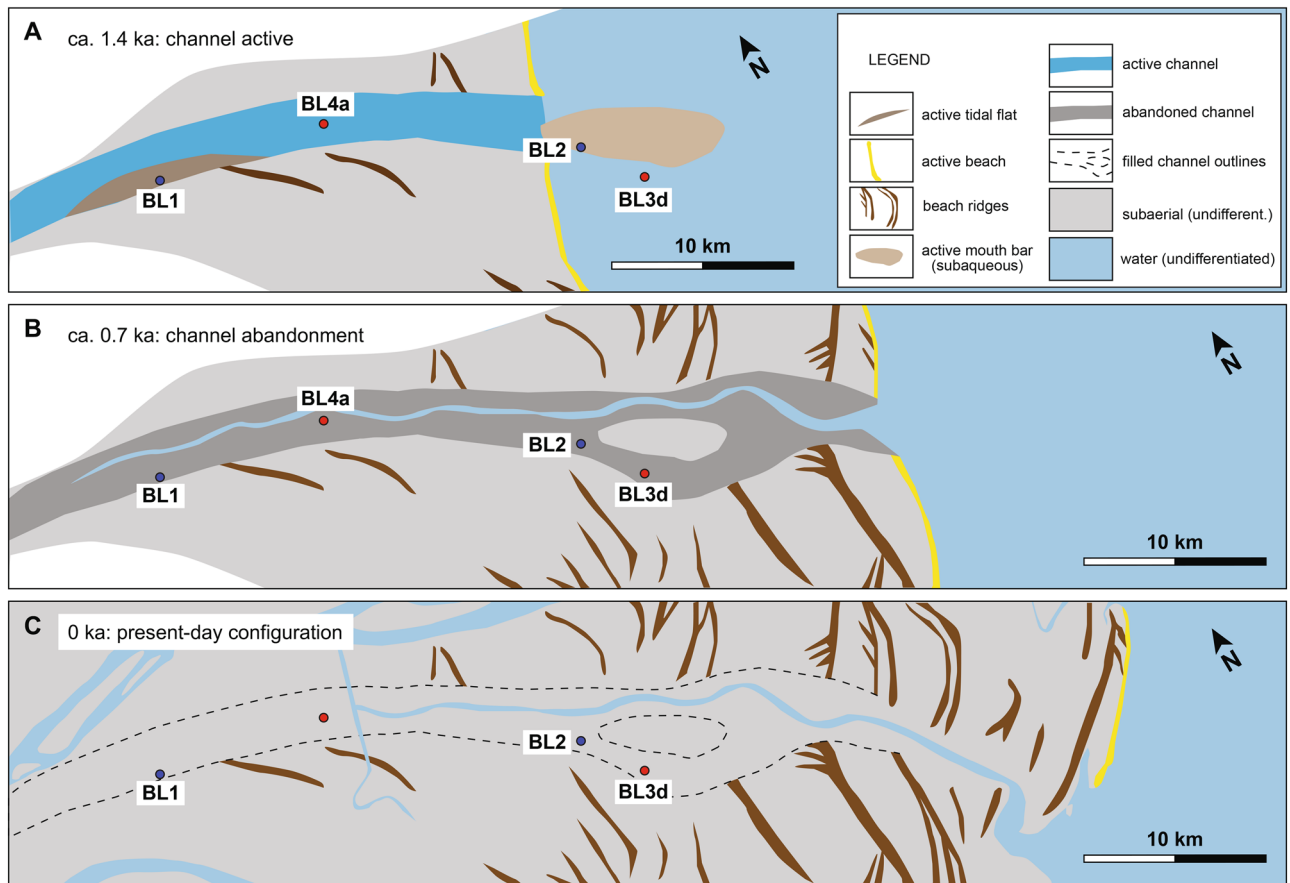 A
ca. 1.4 ka: channel active
BL4a
BL1
BL2
BL3d
10 km
N
LEGEND
active tidal flat
active beach
beach ridges
active mouth bar
(subaqueous)
active channel
abandoned channel
filled channel outlines
subaerial (undifferent.)
water (undifferentiated)
B
ca. 0.7 ka: channel abandonment
BL4a
BL1
BL2
BL3d
10 km
N
C
0 ka: present-day configuration
BL1
BL2
BL3d
10 km
N